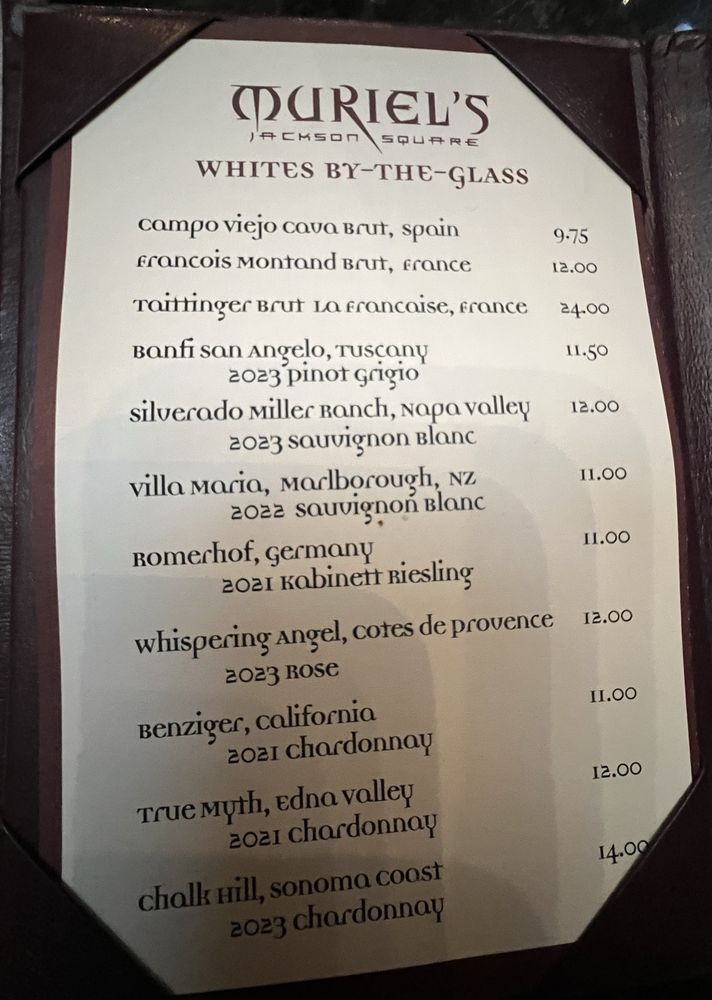 MURIEL'S
JACKSON SQUARE
WHITES BY-THE-GLASS
Campo Viejo Cava Brut, Spain 9.75
Francois Montand Brut, France 12.00
Taittinger Brut La Francaise, France 24.00
Banfi San Angelo, Tuscany 11.50
2023 Pinot Grigio
Silverado Miller Ranch, Napa Valley 12.00
2023 Sauvignon Blanc
Villa Maria, Marlborough, NZ 11.00
2022 Sauvignon Blanc
Romerhof, Germany 11.00
2021 Kabinett Riesling
Whispering Angel, Cotes de Provence 12.00
2023 Rose
Benziger, California 11.00
2021 Chardonnay
True Myth, Edna Valley 12.00
2021 Chardonnay
Chalk Hill, Sonoma Coast 14.00
2023 Chardonnay